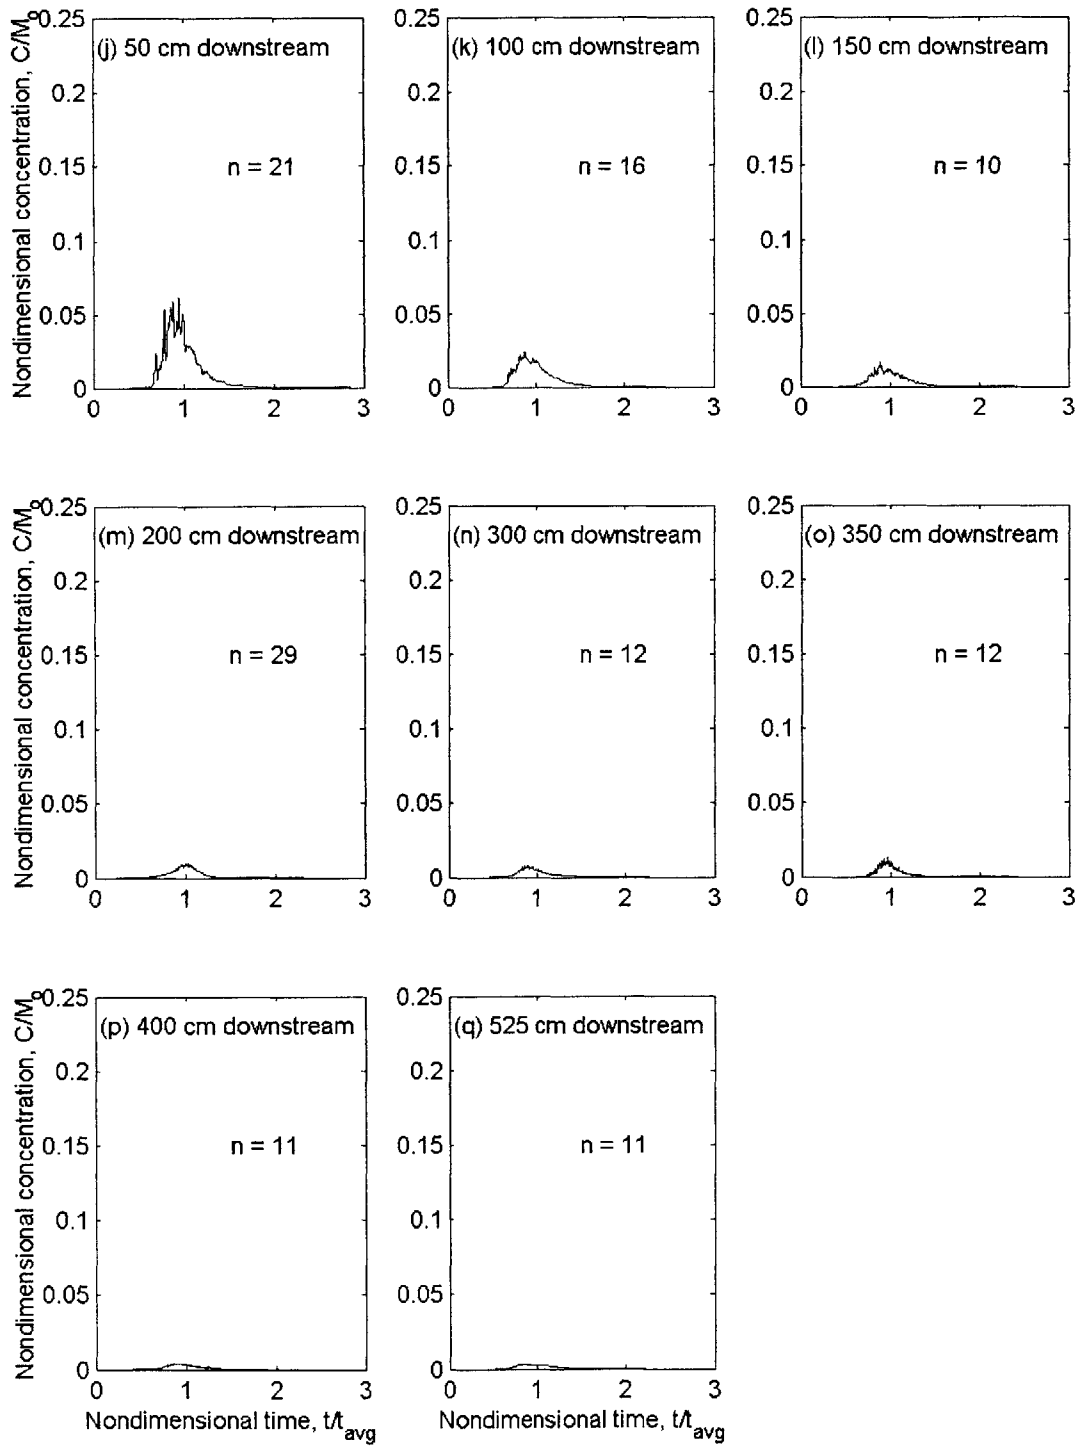 Nondimensional concentration, C/Mo
0.25
0.2
0.15
0.1
0.05
0
(j) 50 cm downstream
n = 21
0 1 2 3
0.25
0.2
0.15
0.1
0.05
0
(k) 100 cm downstream
n = 16
0 1 2 3
0.25
0.2
0.15
0.1
0.05
0
(l) 150 cm downstream
n = 10
0 1 2 3
Nondimensional concentration, C/Mo
0.25
0.2
0.15
0.1
0.05
0
(m) 200 cm downstream
n = 29
0 1 2 3
0.25
0.2
0.15
0.1
0.05
0
(n) 300 cm downstream
n = 12
0 1 2 3
0.25
0.2
0.15
0.1
0.05
0
(o) 350 cm downstream
n = 12
0 1 2 3
Nondimensional concentration, C/Mo
0.25
0.2
0.15
0.1
0.05
0
(p) 400 cm downstream
n = 11
0 1 2 3
Nondimensional time, t/tavg
0.25
0.2
0.15
0.1
0.05
0
(q) 525 cm downstream
n = 11
0 1 2 3
Nondimensional time, t/tavg